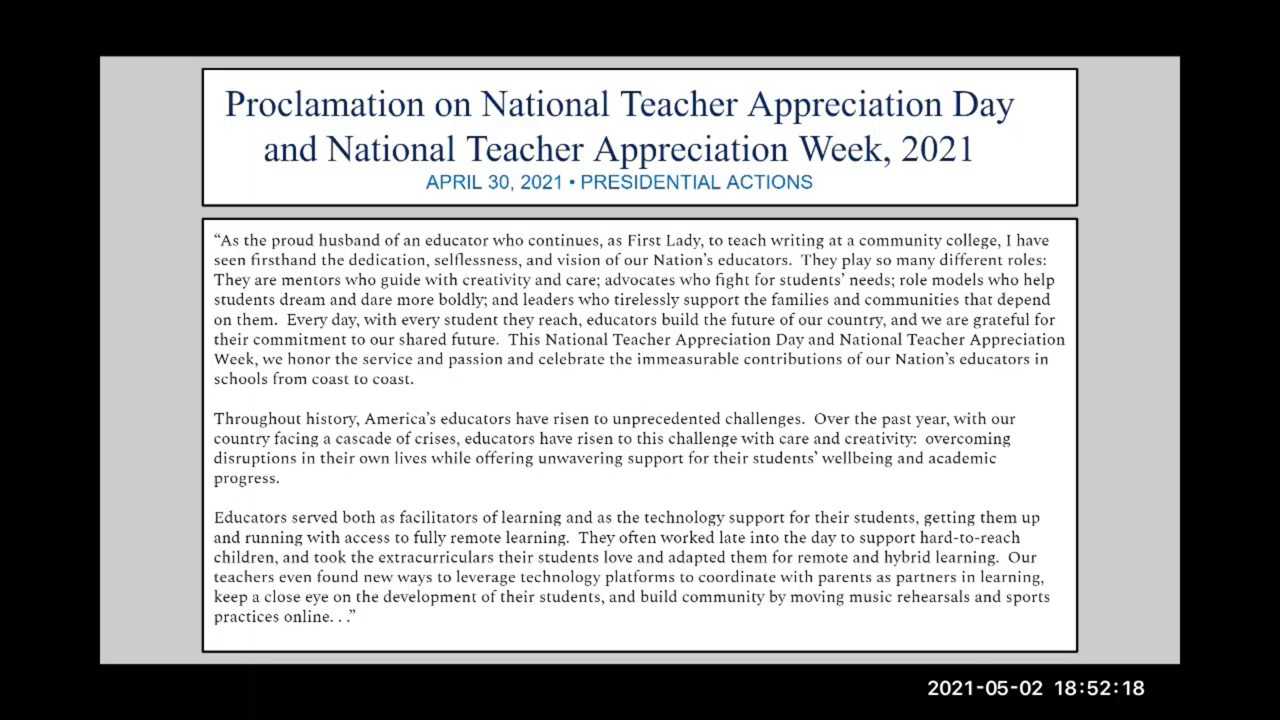 Proclamation on National Teacher Appreciation Day
and National Teacher Appreciation Week, 2021
APRIL 30, 2021 • PRESIDENTIAL ACTIONS
“As the proud husband of an educator who continues, as First Lady, to teach writing at a community college, I have
seen firsthand the dedication, selflessness, and vision of our Nation’s educators.  They play so many different roles:
They are mentors who guide with creativity and care; advocates who fight for students’ needs; role models who help
students dream and dare more boldly; and leaders who tirelessly support the families and communities that depend
on them.  Every day, with every student they reach, educators build the future of our country, and we are grateful for
their commitment to our shared future.  This National Teacher Appreciation Day and National Teacher Appreciation
Week, we honor the service and passion and celebrate the immeasurable contributions of our Nation’s educators in
schools from coast to coast.
Throughout history, America’s educators have risen to unprecedented challenges.  Over the past year, with our
country facing a cascade of crises, educators have risen to this challenge with care and creativity:  overcoming
disruptions in their own lives while offering unwavering support for their students’ wellbeing and academic
progress.
Educators served both as facilitators of learning and as the technology support for their students, getting them up
and running with access to fully remote learning.  They often worked late into the day to support hard-to-reach
children, and took the extracurriculars their students love and adapted them for remote and hybrid learning.  Our
teachers even found new ways to leverage technology platforms to coordinate with parents as partners in learning,
keep a close eye on the development of their students, and build community by moving music rehearsals and sports
practices online. . .”
2021-05-02 18:52:18